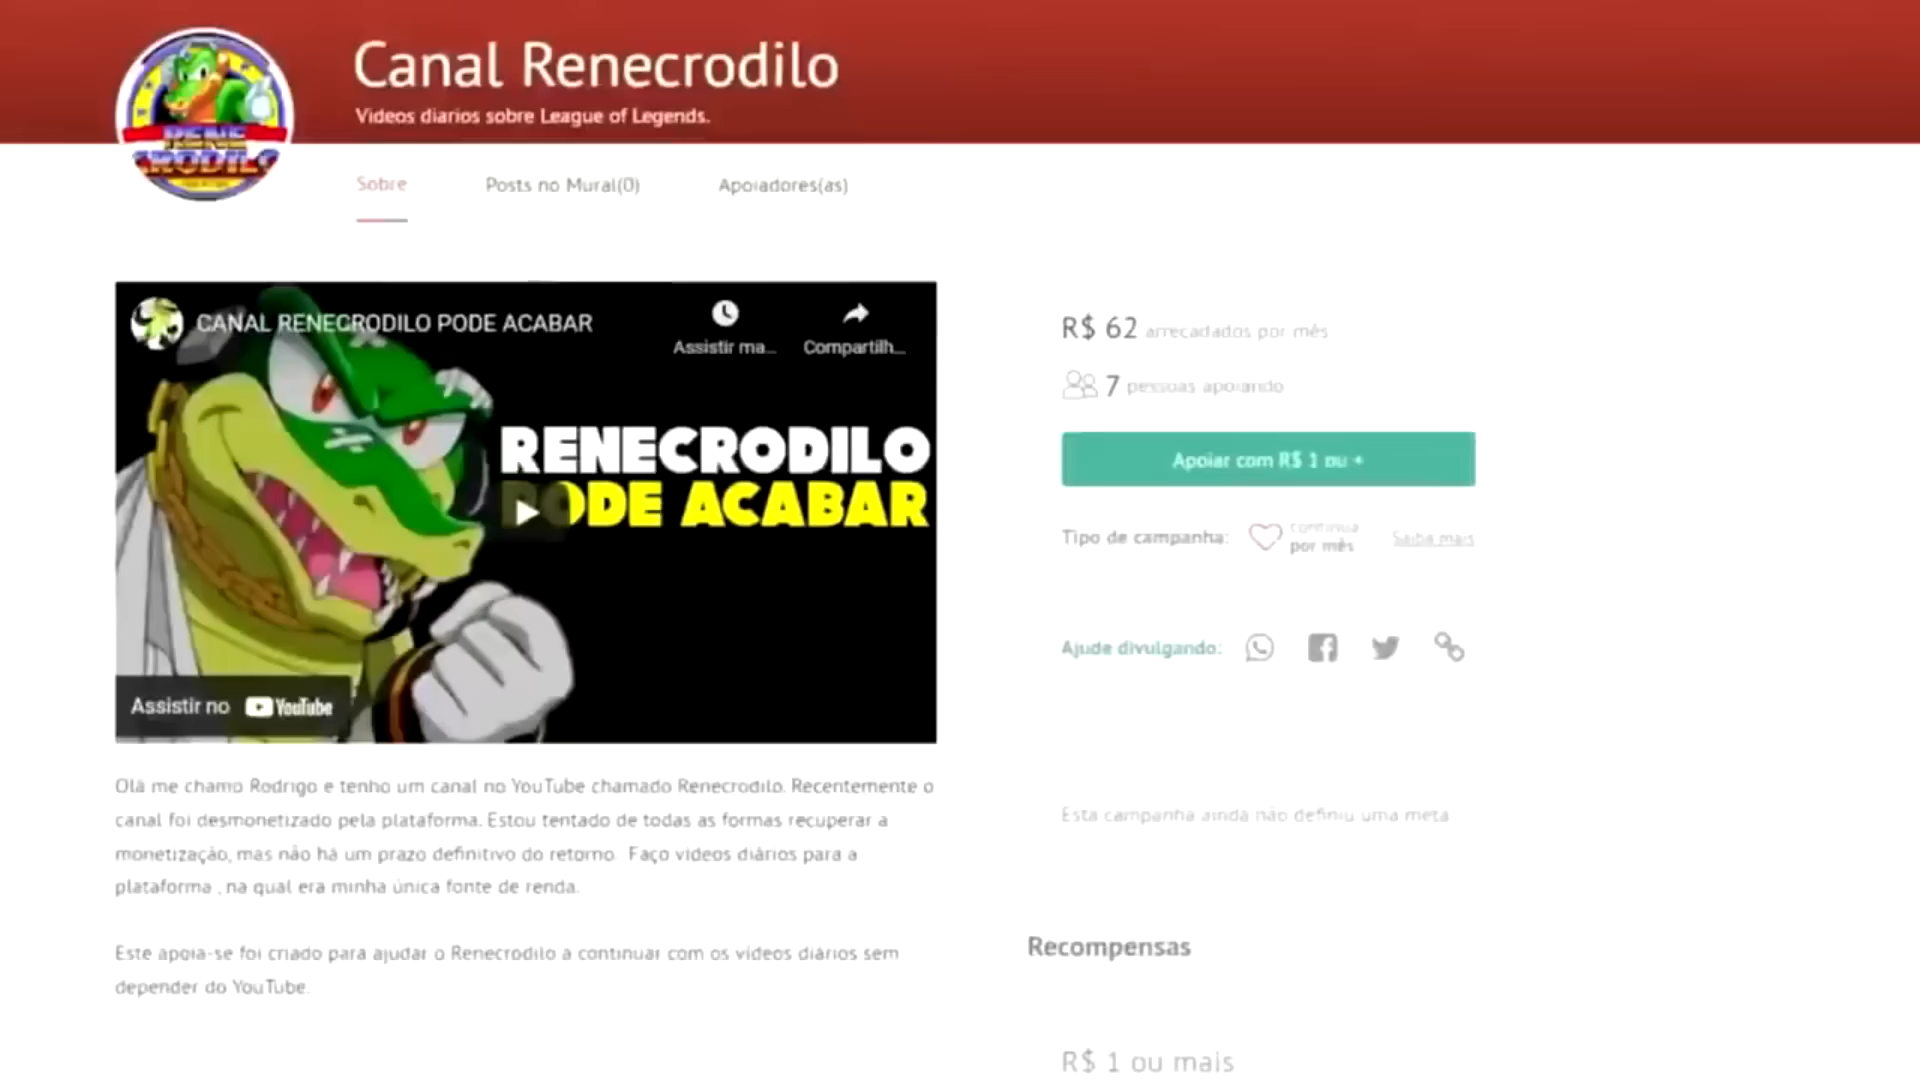 Canal Renecrodilo
Videos diarios sobre League of Legends.
RENE
CRODILO
Sobre
Posts no Mural(0)
Apoiadores(as)
CANAL RENECRODILO PODE ACABAR
Assistir ma...
Compartilh...
RENECRODILO
PODE ACABAR
Assistir no YouTube
R$ 62 arrecadados por mês
7 pessoas apoiando
Apoiar com R$ 1 ou +
Tipo de campanha:
contínua
por mês
Saiba mais
Ajude divulgando:
Olá me chamo Rodrigo e tenho um canal no YouTube chamado Renecrodilo. Recentemente o
canal foi desmonetizado pela plataforma. Estou tentado de todas as formas recuperar a
monetização, mas não há um prazo definitivo do retorno. Faço vídeos diários para a
plataforma , na qual era minha única fonte de renda.
Este apoia-se foi criado para ajudar o Renecrodilo a continuar com os vídeos diários sem
depender do YouTube.
Esta campanha ainda não definiu uma meta
Recompensas
R$ 1 ou mais